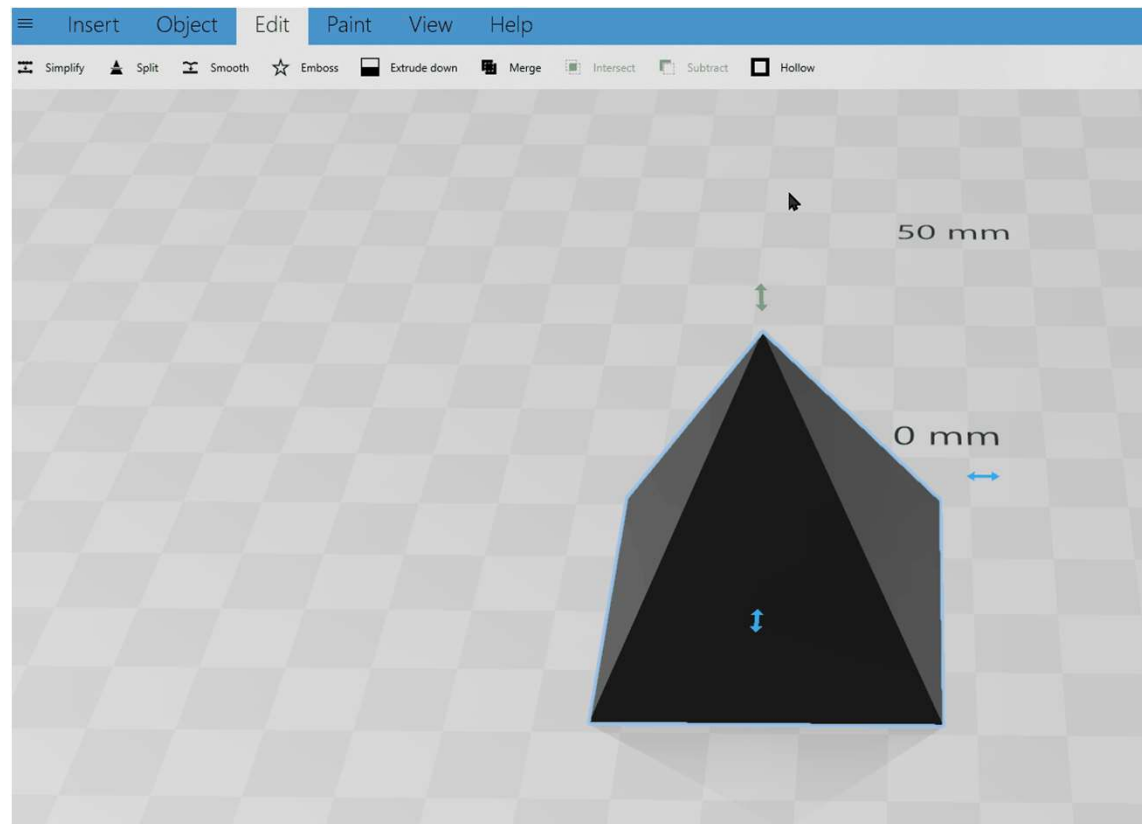 Insert Object Edit Paint View Help
Simplify Split Smooth Emboss Extrude down Merge Intersect Subtract Hollow
50 mm
0 mm